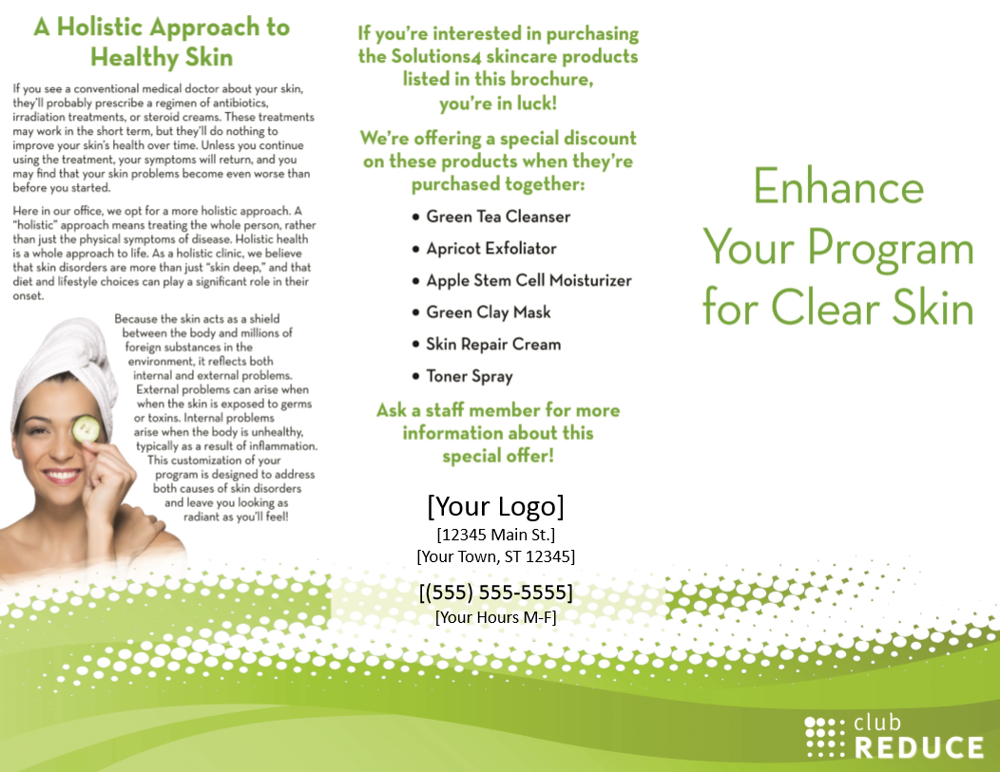 A Holistic Approach to
Healthy Skin
If you see a conventional medical doctor about your skin,
they'll probably prescribe a regimen of antibiotics,
irradiation treatments, or steroid creams. These treatments
may work in the short term, but they'll do nothing to
improve your skin's health over time. Unless you continue
using the treatment, your symptoms will return, and you
may find that your skin problems become even worse than
before you started.
Here in our office, we opt for a more holistic approach. A
“holistic” approach means treating the whole person, rather
than just the physical symptoms of disease. Holistic health
is a whole approach to life. As a holistic clinic, we believe
that skin disorders are more than just “skin deep,” and that
diet and lifestyle choices can play a significant role in their
onset.
Because the skin acts as a shield
between the body and millions of
foreign substances in the
environment, it reflects both
internal and external problems.
External problems can arise when
when the skin is exposed to germs
or toxins. Internal problems
arise when the body is unhealthy,
typically as a result of inflammation.
This customization of your
program is designed to address
both causes of skin disorders
and leave you looking as
radiant as you'll feel!
If you're interested in purchasing
the Solutions4 skincare products
listed in this brochure,
you're in luck!
We're offering a special discount
on these products when they're
purchased together:
• Green Tea Cleanser
• Apricot Exfoliator
• Apple Stem Cell Moisturizer
• Green Clay Mask
• Skin Repair Cream
• Toner Spray
Ask a staff member for more
information about this
special offer!
[Your Logo]
[12345 Main St.]
[Your Town, ST 12345]
[(555) 555-5555]
[Your Hours M-F]
Enhance
Your Program
for Clear Skin
club
REDUCE